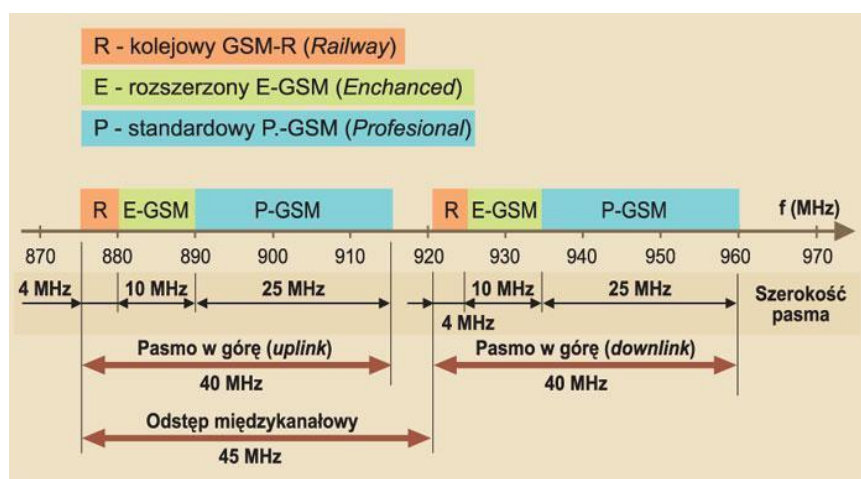 R - kolejowy GSM-R (Railway)
E - rozszerzony E-GSM (Enchanced)
P - standardowy P.-GSM (Profesional)
R E-GSM P-GSM R E-GSM P-GSM f (MHz)
870 880 890 900 910 920 930 940 950 960 970
4 MHz 10 MHz 25 MHz 10 MHz 25 MHz Szerokość
4 MHz pasma
Pasmo w górę (uplink) Pasmo w górę (downlink)
40 MHz 40 MHz
Odstęp międzykanałowy
45 MHz